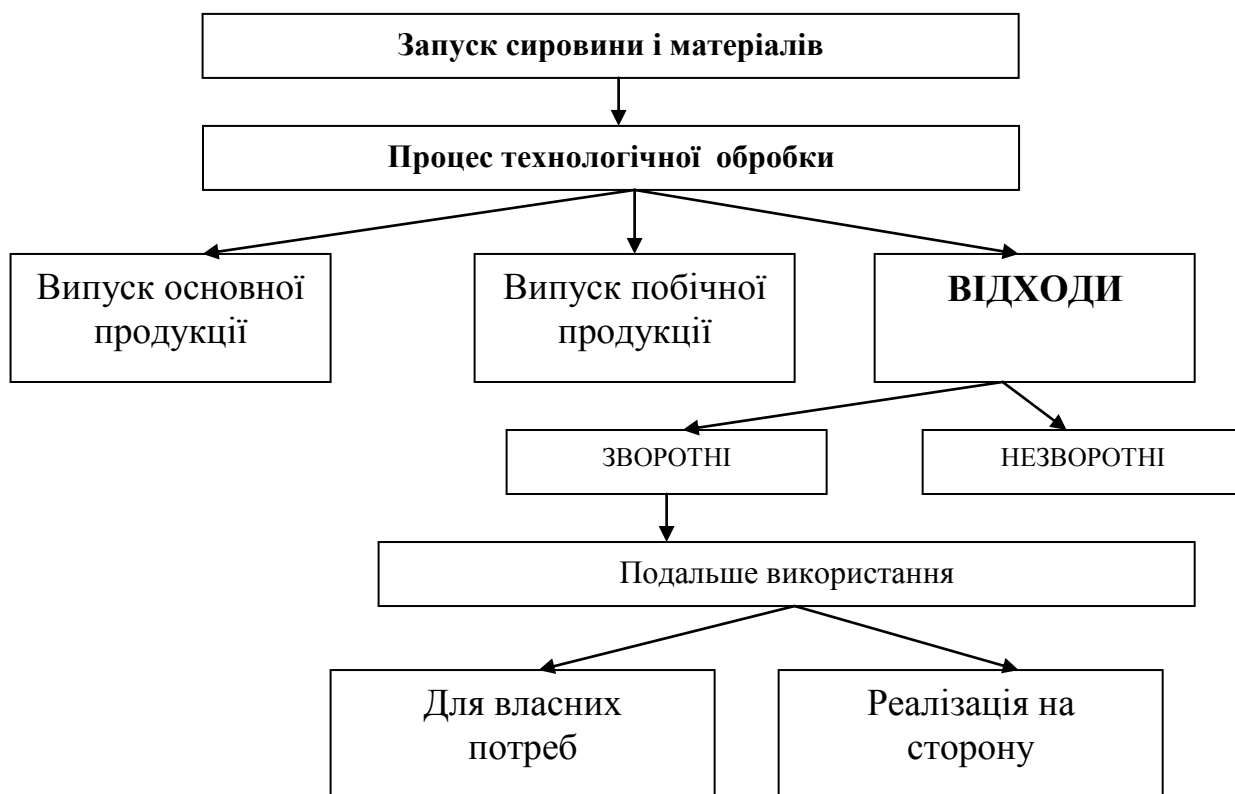 Запуск сировини і матеріалів
Процес технологічної обробки
Випуск основної
продукції
Випуск побічної
продукції
ВІДХОДИ
ЗВОРОТНІ
НЕЗВОРОТНІ
Подальше використання
Для власних
потреб
Реалізація на
сторону